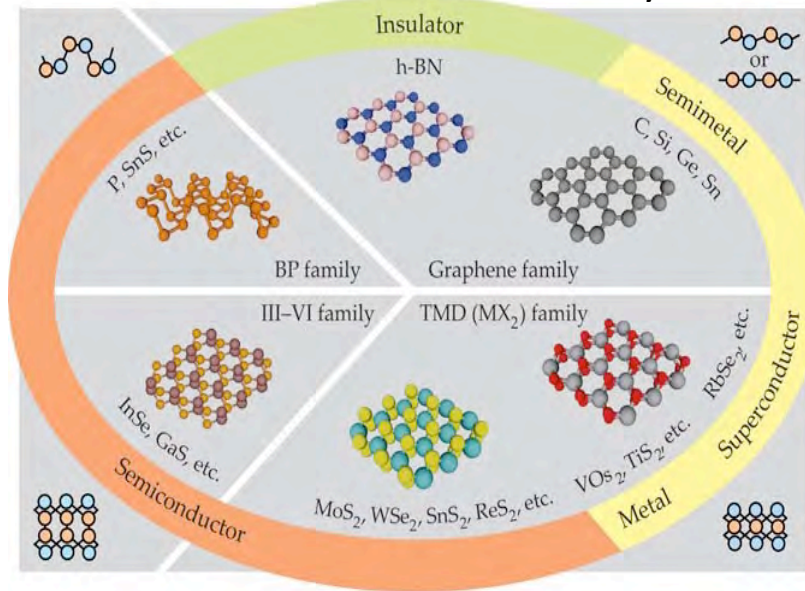 Insulator
h-BN
or
Semimetal
C, Si, Ge, Sn
P, SnS, etc.
BP family
Graphene family
III–VI family
TMD (MX₂) family
RbSe₂, etc.
InSe, GaS, etc.
VOs₂, TiS₂, etc.
Superconductor
Semiconductor
MoS₂, WSe₂, SnS₂, ReS₂, etc.
Metal